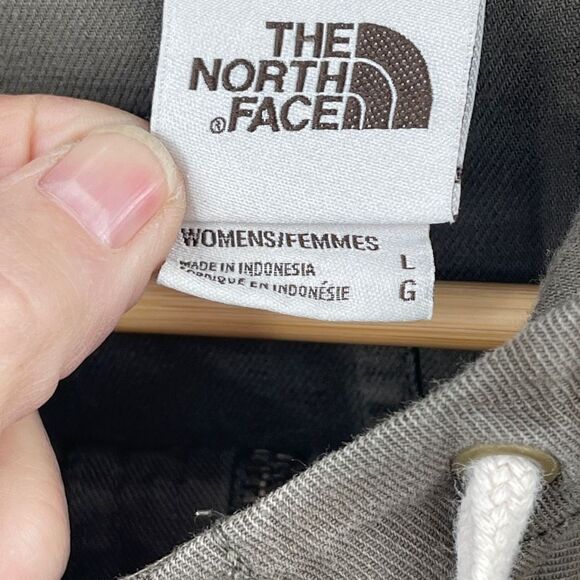 THE
NORTH
®FACE
WOMENS/FEMMES L
MADE IN INDONESIA
FABRIQUE EN INDONÉSIE G